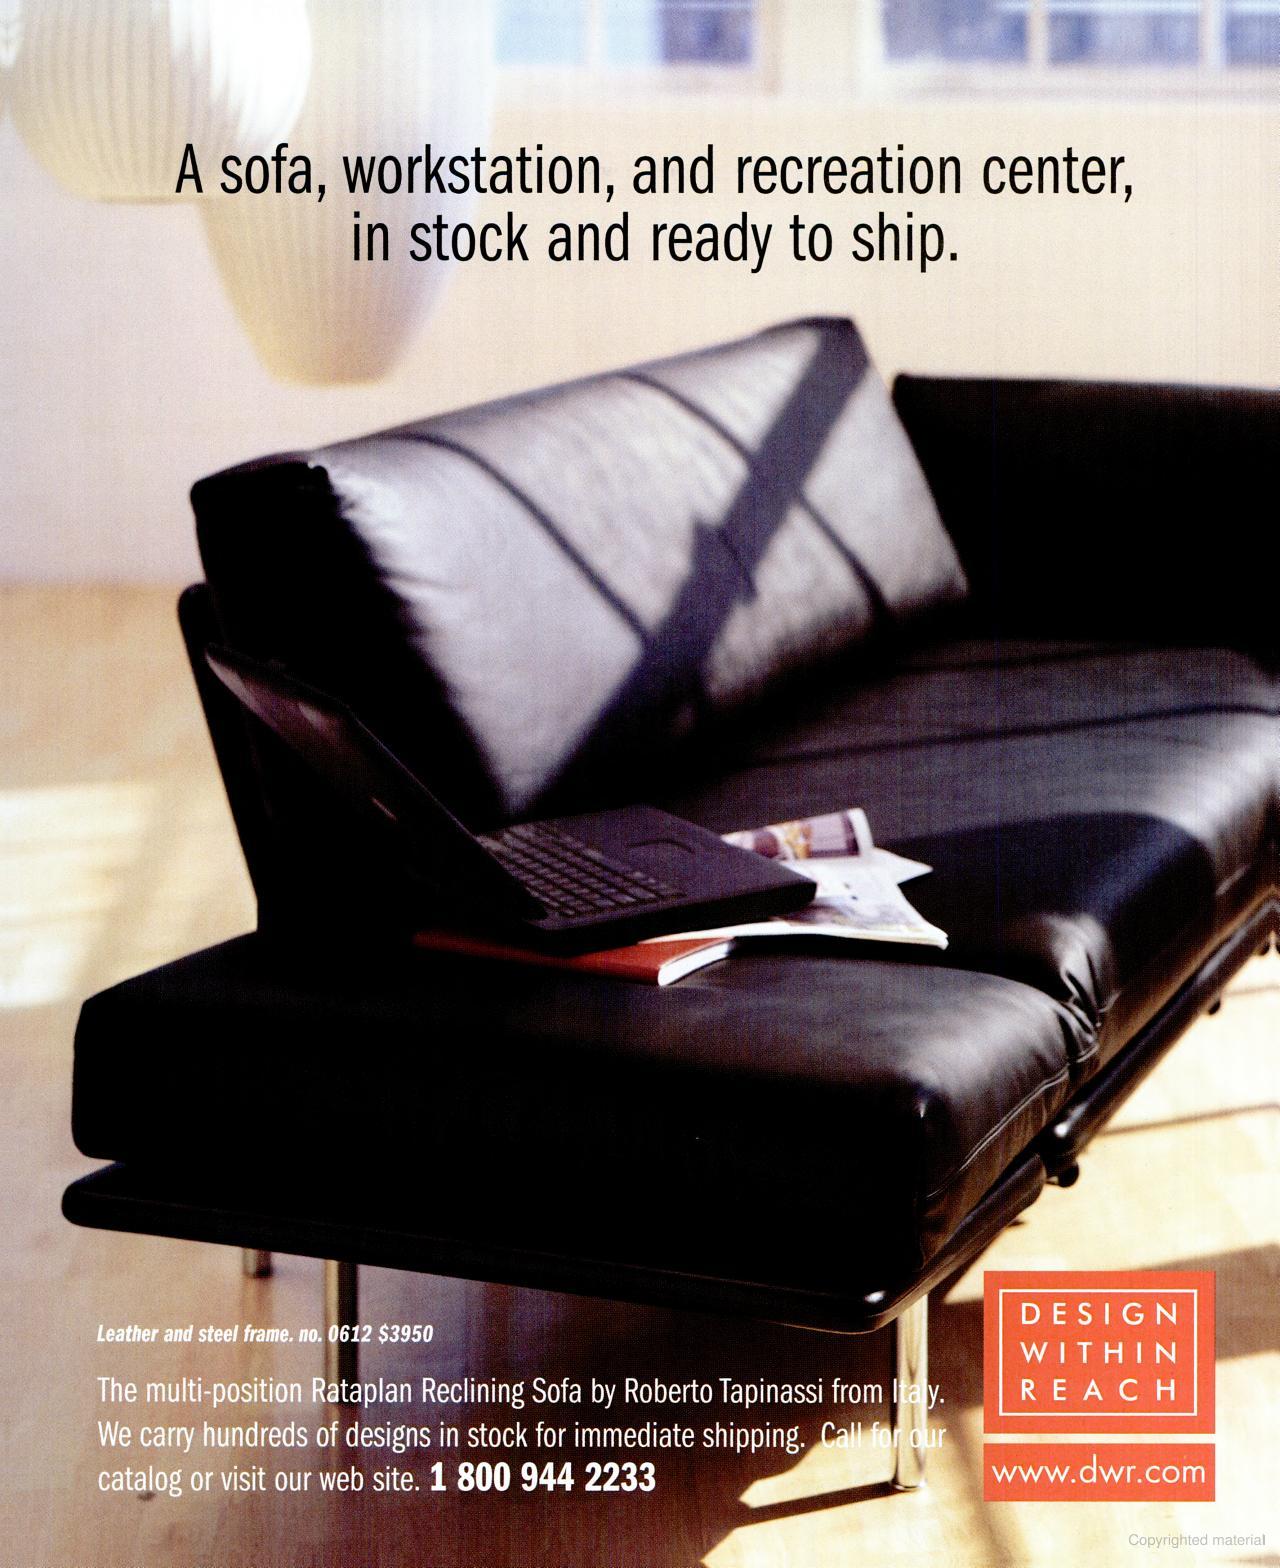 A sofa, workstation, and recreation center,
in stock and ready to ship.
Leather and steel frame. no. 0612 $3950
The multi-position Rataplan Reclining Sofa by Roberto Tapinassi from Italy.
We carry hundreds of designs in stock for immediate shipping. Call for our
catalog or visit our web site. 1 800 944 2233
DESIGN
WITHIN
REACH
www.dwr.com
Copyrighted material